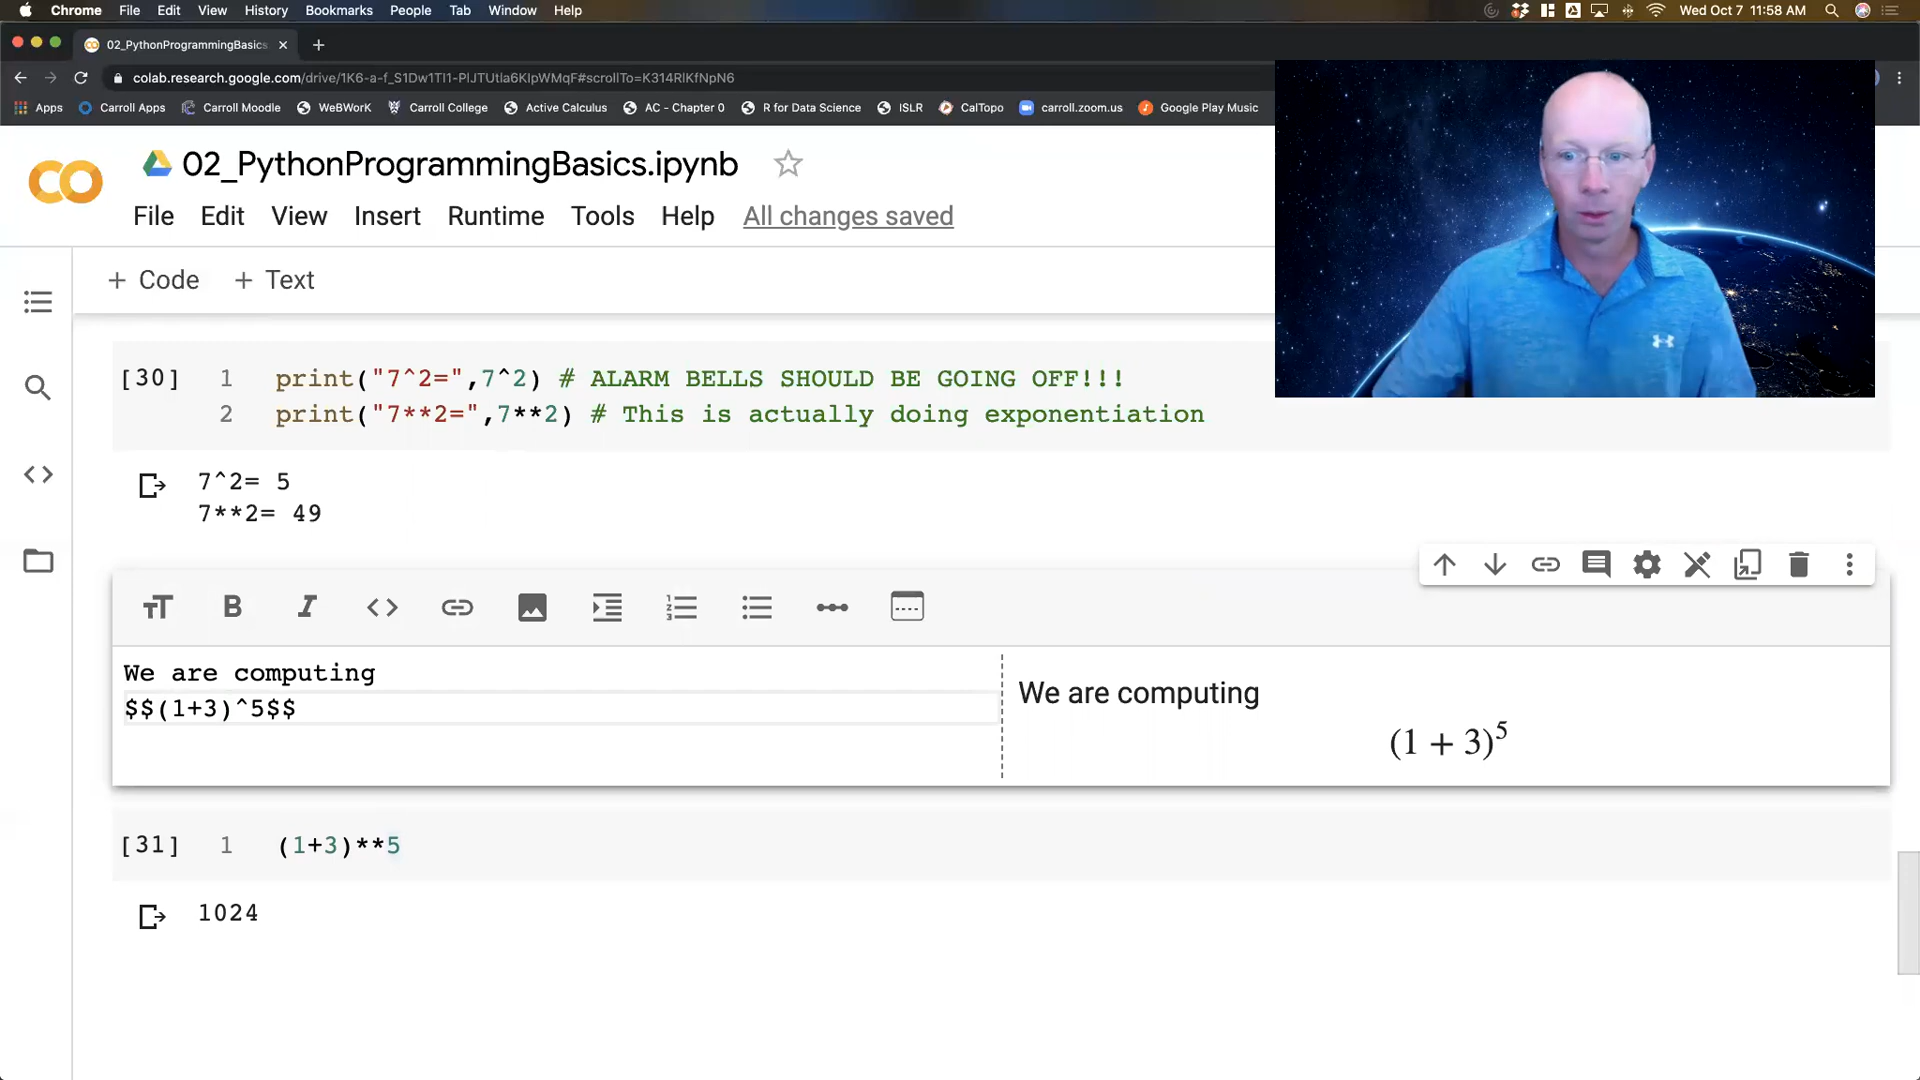 Chrome File Edit View History Bookmarks People Tab Window Help Wed Oct 7 11:58 AM
02_PythonProgrammingBasics
colab.research.google.com/drive/1K6-a-f_S1Dw1TI1-PIJTUtla6KIpWMqF#scrollTo=K314RlKfNpN6
Apps Carroll Apps Carroll Moodle WeBWorK Carroll College Active Calculus AC - Chapter 0 R for Data Science ISLR CalTopo carroll.zoom.us Google Play Music
02_PythonProgrammingBasics.ipynb
File Edit View Insert Runtime Tools Help All changes saved
+ Code + Text
[30] 1 print("7^2=",7^2) # ALARM BELLS SHOULD BE GOING OFF!!!
2 print("7**2=",7**2) # This is actually doing exponentiation
7^2= 5
7**2= 49
We are computing
$$(1+3)^5$$
We are computing
(1 + 3)⁵
[31] 1 (1+3)**5
1024